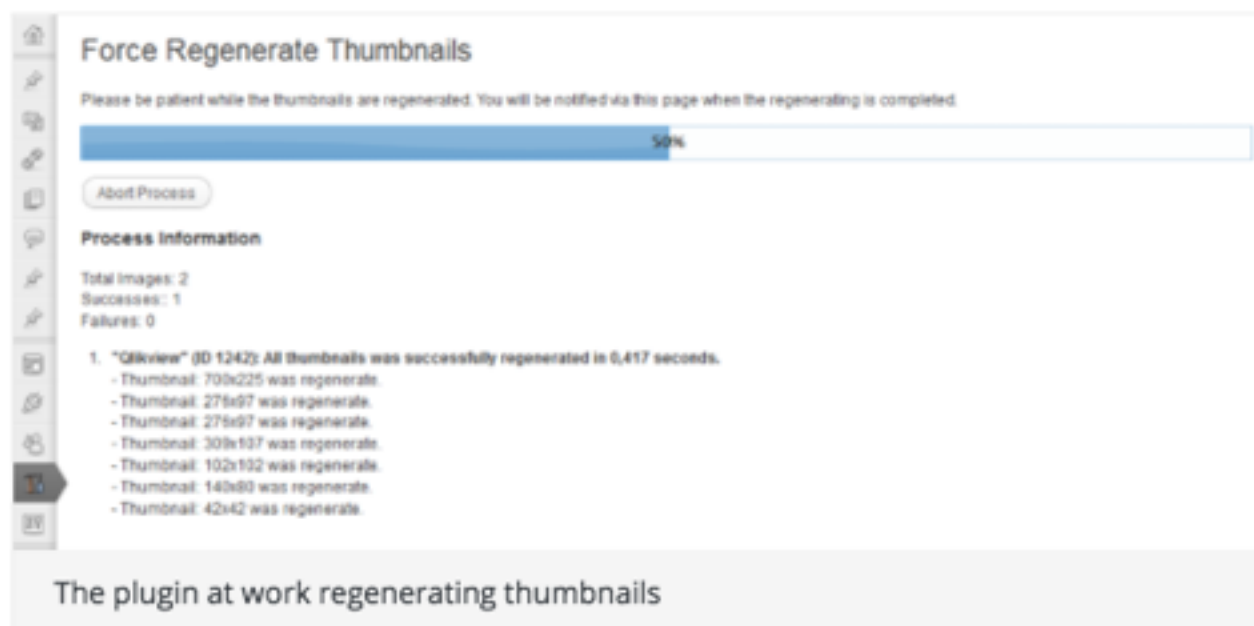 Force Regenerate Thumbnails
Please be patient while the thumbnails are regenerated. You will be notified via this page when the regenerating is completed.
50%
Abort Process
Process Information
Total Images: 2
Successes:: 1
Failures: 0
1. "Qlikview" (ID 1242): All thumbnails was successfully regenerated in 0,417 seconds.
- Thumbnail: 700x225 was regenerate.
- Thumbnail: 276x97 was regenerate.
- Thumbnail: 276x97 was regenerate.
- Thumbnail: 309x107 was regenerate.
- Thumbnail: 102x102 was regenerate.
- Thumbnail: 140x80 was regenerate.
- Thumbnail: 42x42 was regenerate.
The plugin at work regenerating thumbnails